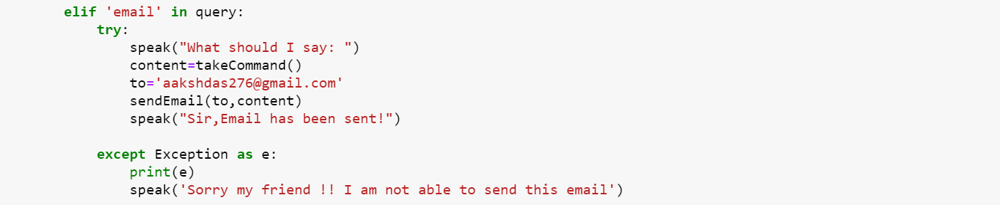 elif 'email' in query:
try:
speak("What should I say: ")
content=takeCommand()
to='aakshdas276@gmail.com'
sendEmail(to,content)
speak("Sir,Email has been sent!")
except Exception as e:
print(e)
speak('Sorry my friend !! I am not able to send this email')